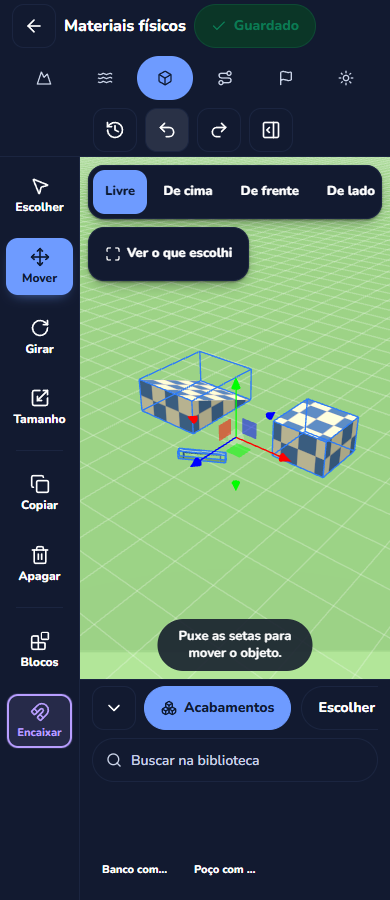 Materiais físicos
Guardado
Escolher
Mover
Girar
Tamanho
Copiar
Apagar
Blocos
Encaixar
Livre
De cima
De frente
De lado
Ver o que escolhi
Puxe as setas para
mover o objeto.
Acabamentos
Escolher
Buscar na biblioteca
Banco com...
Poço com ...